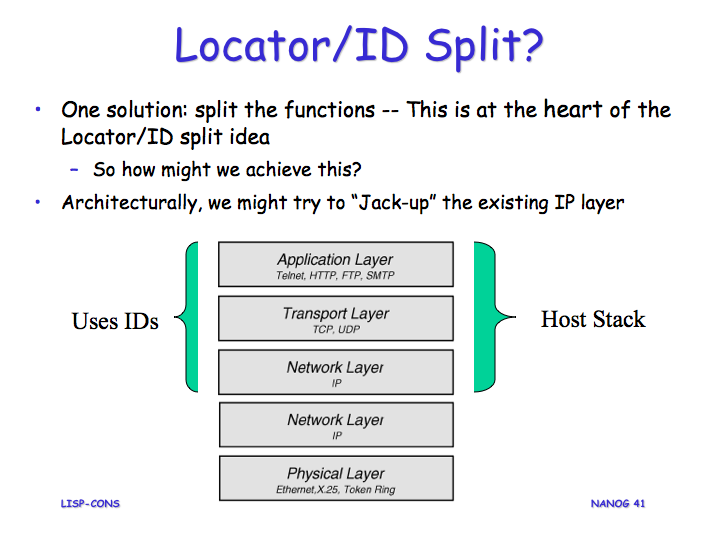 Locator/ID Split?
• One solution: split the functions -- This is at the heart of the
Locator/ID split idea
– So how might we achieve this?
• Architecturally, we might try to “Jack-up” the existing IP layer
Application Layer
Telnet, HTTP, FTP, SMTP
Transport Layer
TCP, UDP
Uses IDs
Host Stack
Network Layer
IP
Network Layer
IP
Physical Layer
Ethernet,X.25, Token Ring
LISP-CONS
NANOG 41